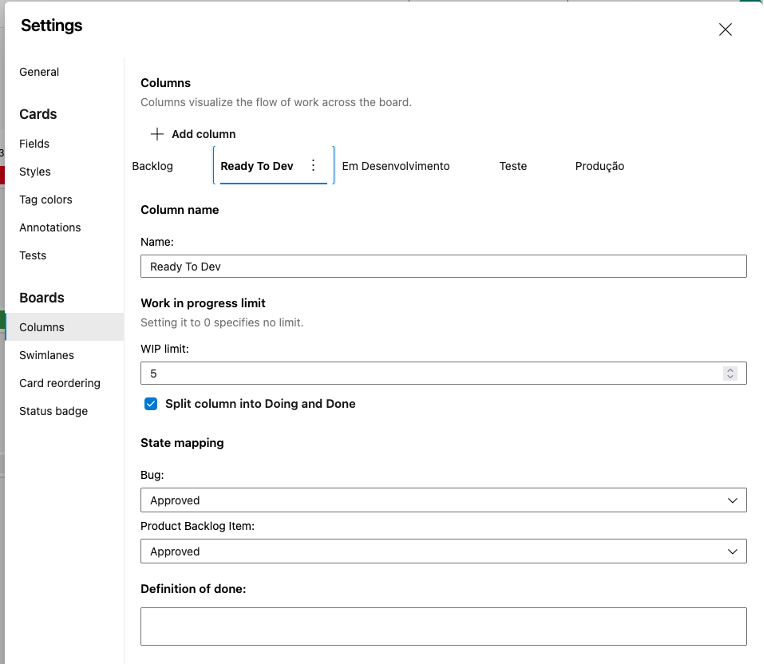 Settings
General
Cards
Fields
Styles
Tag colors
Annotations
Tests
Boards
Columns
Swimlanes
Card reordering
Status badge
Columns
Columns visualize the flow of work across the board.
Add column
Backlog Ready To Dev Em Desenvolvimento Teste Produção
Column name
Name:
Ready To Dev
Work in progress limit
Setting it to 0 specifies no limit.
WIP limit:
5
Split column into Doing and Done
State mapping
Bug:
Approved
Product Backlog Item:
Approved
Definition of done:
3